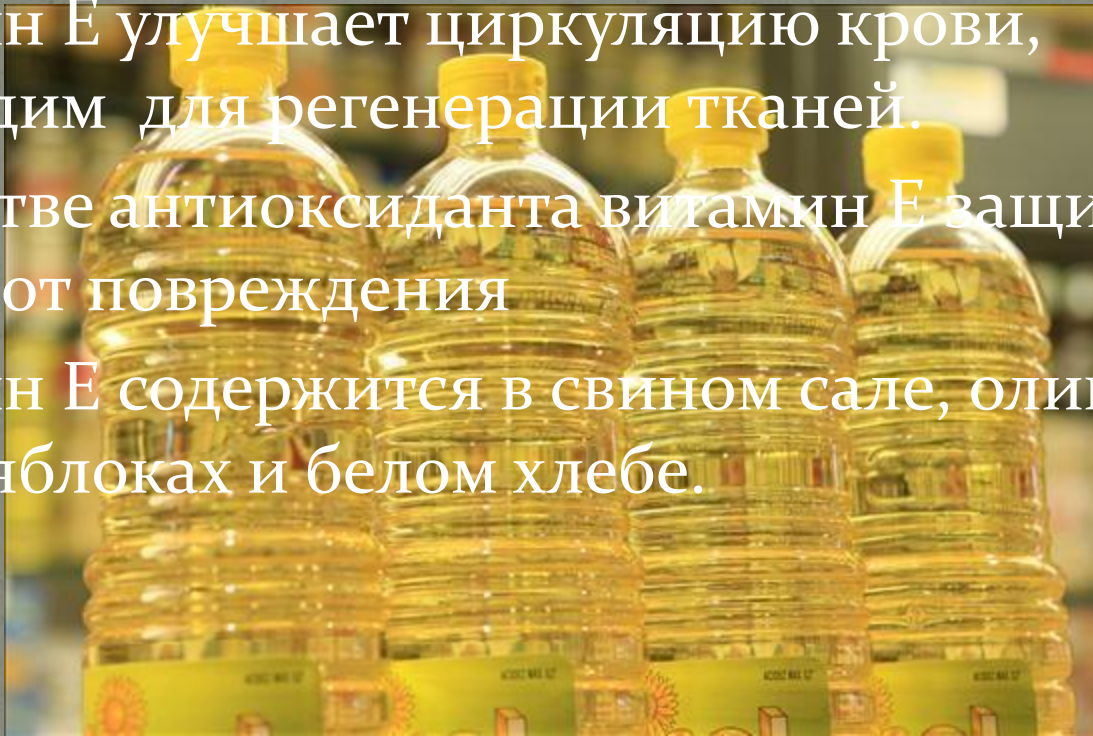 н Е улучшает циркуляцию крови,
дим для регенерации тканей.
тве антиоксиданта витамин Е защи
от повреждения
н Е содержится в свином сале, оли
яблоках и белом хлебе.